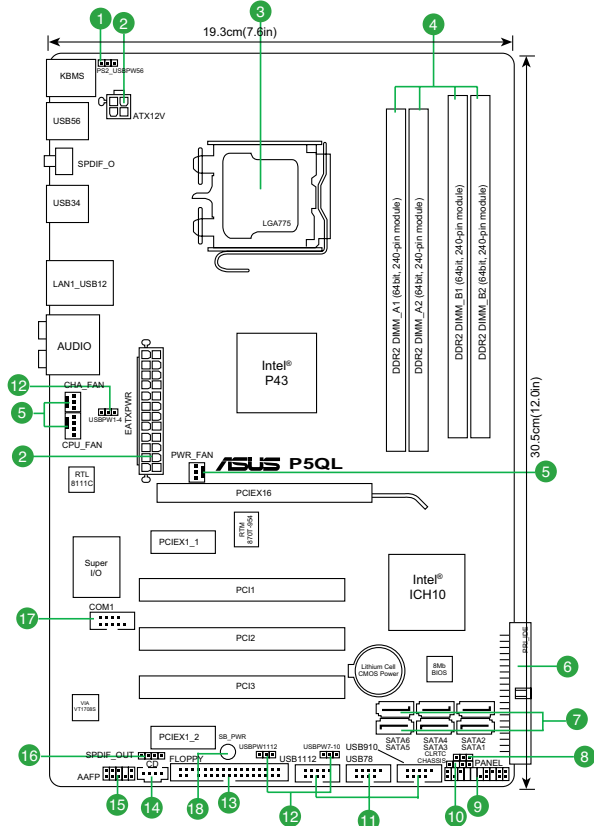 19.3cm(7.6in)
1
2
3
4
PS2_USBPW56
KBMS
ATX12V
USB56
SPDIF_O
USB34
LGA775
LAN1_USB12
AUDIO
DDR2 DIMM_A1 (64bit, 240-pin module)
DDR2 DIMM_A2 (64bit, 240-pin module)
DDR2 DIMM_B1 (64bit, 240-pin module)
DDR2 DIMM_B2 (64bit, 240-pin module)
30.5cm(12.0in)
Intel®
P43
12
CHA_FAN
5
USBPW1-4
CPU_FAN
EATXPWR
2
PWR_FAN
ASUS P5QL
5
RTL
8111C
PCIEX16
RTM
870T-954
PCIEX1_1
Super
I/O
Intel®
ICH10
PCI1
COM1
17
PCI2
PRI_IDE
6
Lithium Cell
CMOS Power
8Mb
BIOS
PCI3
VIA
VT1708S
7
PCIEX1_2
SB_PWR
SATA6
SATA5
SATA4
SATA3
SATA2
SATA1
16
SPDIF_OUT
CD
FLOPPY
USBPW1112
USB1112
USBPW7-10
USB910
USB78
CLRTC
CHASSIS
PANEL
8
AAFP
15
14
18
13
12
11
10
9